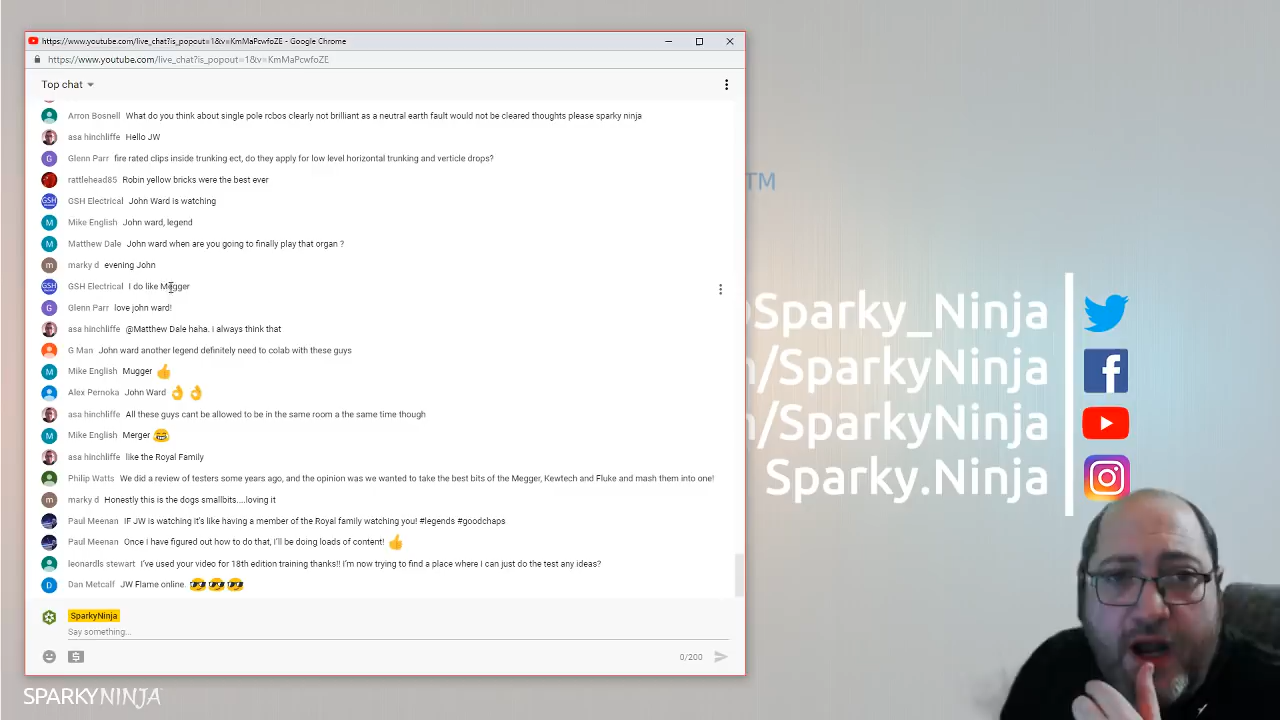 https://www.youtube.com/live_chat?is_popout=1&v=KmMaPcwfoZE - Google Chrome
https://www.youtube.com/live_chat?is_popout=1&v=KmMaPcwfoZE
Top chat
Arron Bosnell What do you think about single pole rcbos clearly not brilliant as a neutral earth fault would not be cleared thoughts please sparky ninja
asa hinchliffe Hello JW
Glenn Parr fire rated clips inside trunking ect, do they apply for low level horizontal trunking and verticle drops?
rattlehead85 Robin yellow bricks were the best ever
GSH Electrical John Ward is watching
Mike English John ward, legend
Matthew Dale John ward when are you going to finally play that organ ?
marky d evening John
GSH Electrical I do like Megger
Glenn Parr love john ward!
asa hinchliffe @Matthew Dale haha. i always think that
G Man John ward another legend definitely need to colab with these guys
Mike English Mugger 👍
Alex Pernoka John Ward 👌👌
asa hinchliffe All these guys cant be allowed to be in the same room a the same time though
Mike English Merger 😂
asa hinchliffe like the Royal Family
Philip Watts We did a review of testers some years ago, and the opinion was we wanted to take the best bits of the Megger, Kewtech and Fluke and mash them into one!
marky d Honestly this is the dogs smallbits....loving it
Paul Meenan IF JW is watching it's like having a member of the Royal family watching you! #legends #goodchaps
Paul Meenan Once I have figured out how to do that, I'll be doing loads of content! 👍
leonardls stewart I've used your video for 18th edition training thanks!! I'm now trying to find a place where I can just do the test any ideas?
Dan Metcalf JW Flame online. 😎😎😎
SparkyNinja
Say something...
0/200
TM
@Sparky_Ninja
/SparkyNinja
/SparkyNinja
Sparky.Ninja
SPARKYNINJA